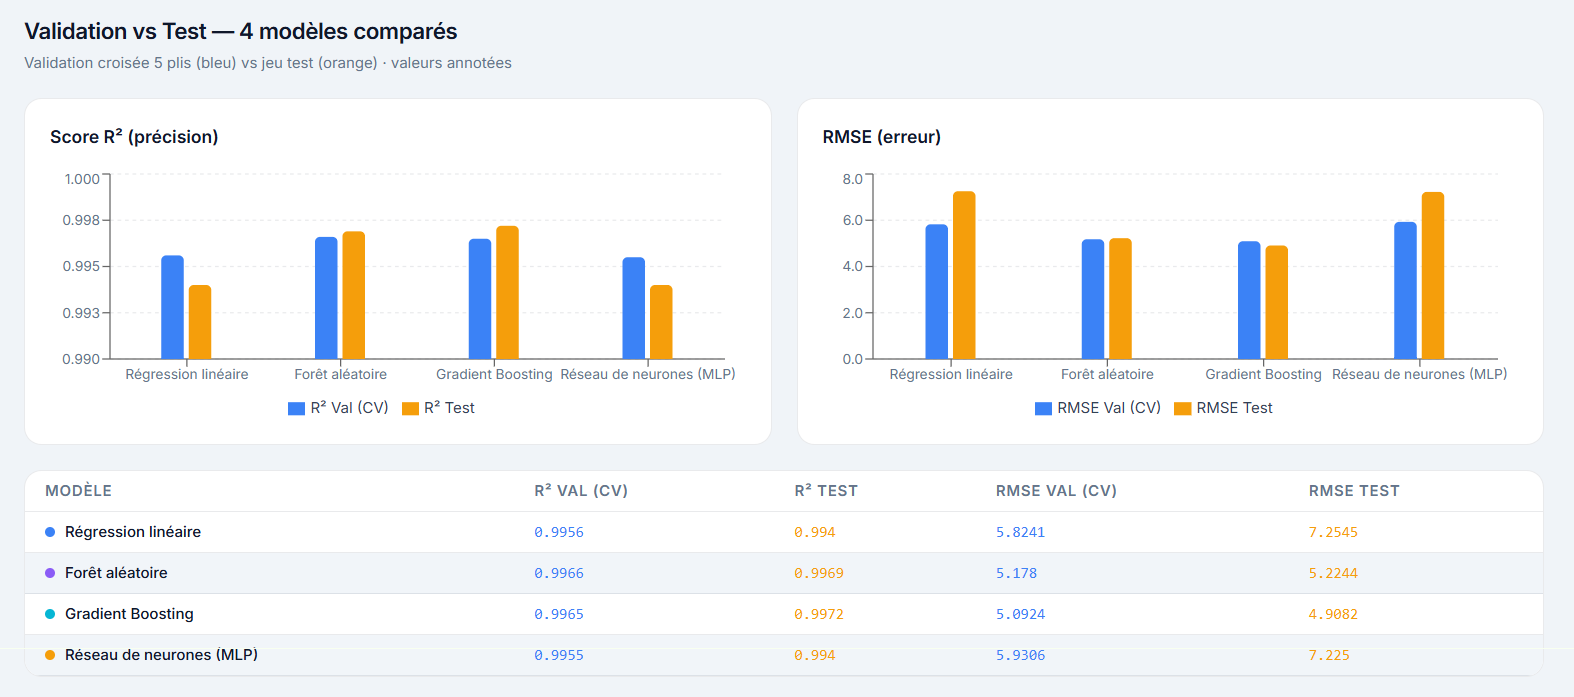 Validation vs Test — 4 modèles comparés
Validation croisée 5 plis (bleu) vs jeu test (orange) · valeurs annotées
Score R² (précision)
1.000
0.998
0.995
0.993
0.990
Régression linéaire Forêt aléatoire Gradient Boosting Réseau de neurones (MLP)
R² Val (CV) R² Test
RMSE (erreur)
8.0
6.0
4.0
2.0
0.0
Régression linéaire Forêt aléatoire Gradient Boosting Réseau de neurones (MLP)
RMSE Val (CV) RMSE Test
MODÈLE R² VAL (CV) R² TEST RMSE VAL (CV) RMSE TEST
Régression linéaire 0.9956 0.994 5.8241 7.2545
Forêt aléatoire 0.9966 0.9969 5.178 5.2244
Gradient Boosting 0.9965 0.9972 5.0924 4.9082
Réseau de neurones (MLP) 0.9955 0.994 5.9306 7.225